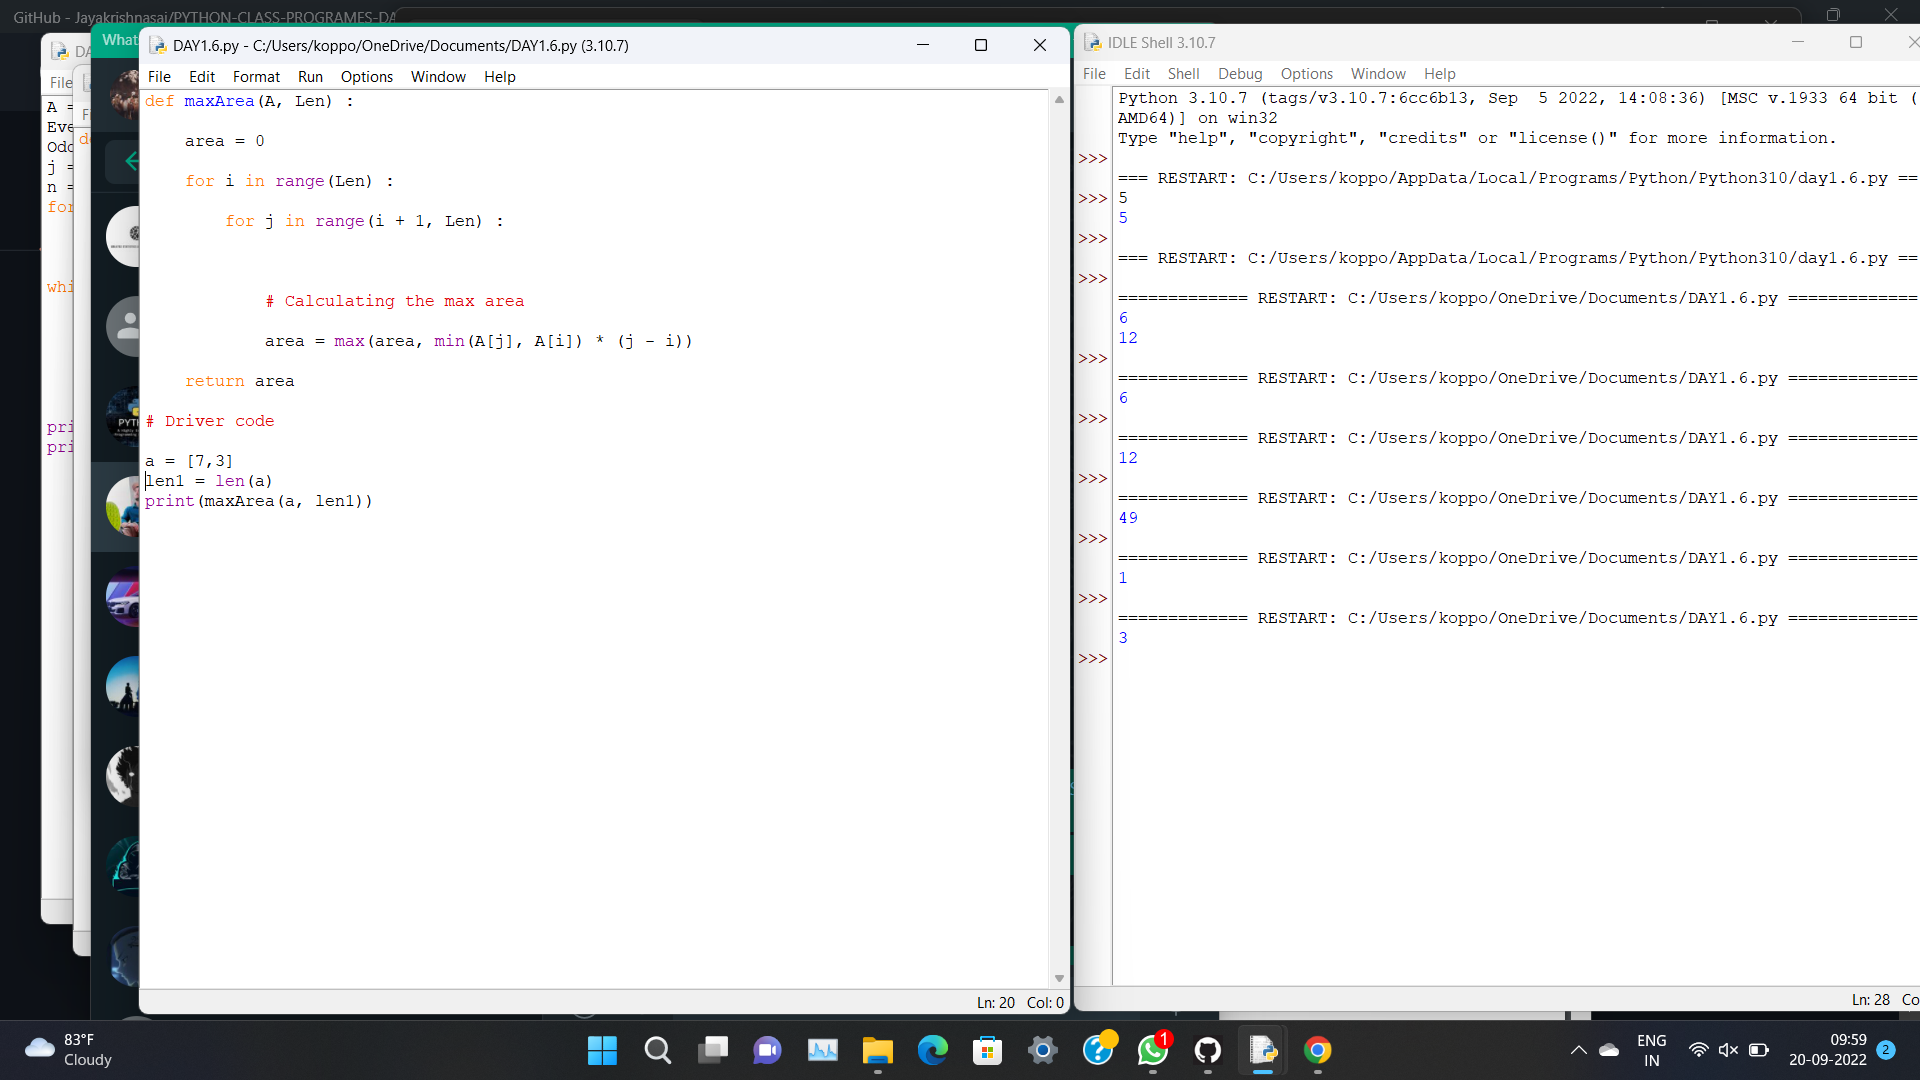 GitHub - Jayakrishnasai/PYTHON-CLASS-PROGRAMES-DA
What
File
A =
Eve
Odd
j =
n =
for
whi
pri
pri
DAY1.6.py - C:/Users/koppo/OneDrive/Documents/DAY1.6.py (3.10.7)
File Edit Format Run Options Window Help
def maxArea(A, Len) :
area = 0
for i in range(Len) :
for j in range(i + 1, Len) :
# Calculating the max area
area = max(area, min(A[j], A[i]) * (j - i))
return area
# Driver code
a = [7,3]
len1 = len(a)
print(maxArea(a, len1))
Ln: 20 Col: 0
IDLE Shell 3.10.7
File Edit Shell Debug Options Window Help
Python 3.10.7 (tags/v3.10.7:6cc6b13, Sep 5 2022, 14:08:36) [MSC v.1933 64 bit (
AMD64)] on win32
Type "help", "copyright", "credits" or "license()" for more information.
>>>
=== RESTART: C:/Users/koppo/AppData/Local/Programs/Python/Python310/day1.6.py ==
>>> 5
5
>>>
=== RESTART: C:/Users/koppo/AppData/Local/Programs/Python/Python310/day1.6.py ==
>>>
============= RESTART: C:/Users/koppo/OneDrive/Documents/DAY1.6.py =============
6
12
>>>
============= RESTART: C:/Users/koppo/OneDrive/Documents/DAY1.6.py =============
6
>>>
============= RESTART: C:/Users/koppo/OneDrive/Documents/DAY1.6.py =============
12
>>>
============= RESTART: C:/Users/koppo/OneDrive/Documents/DAY1.6.py =============
49
>>>
============= RESTART: C:/Users/koppo/OneDrive/Documents/DAY1.6.py =============
1
>>>
============= RESTART: C:/Users/koppo/OneDrive/Documents/DAY1.6.py =============
3
>>>
Ln: 28 Co
83°F
Cloudy
1
ENG
IN
09:59
20-09-2022
2